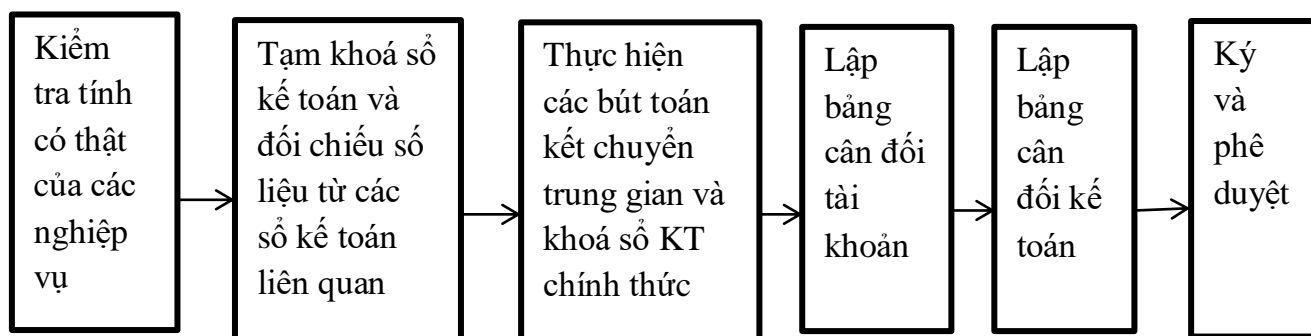 Kiểm
tra tính
có thật
của các
nghiệp
vụ
Tạm khoá sổ
kế toán và
đối chiếu số
liệu từ các
sổ kế toán
liên quan
Thực hiện
các bút toán
kết chuyển
trung gian và
khoá sổ KT
chính thức
Lập
bảng
cân đối
tài
khoản
Lập
bảng
cân
đối kế
toán
Ký
và
phê
duyệt